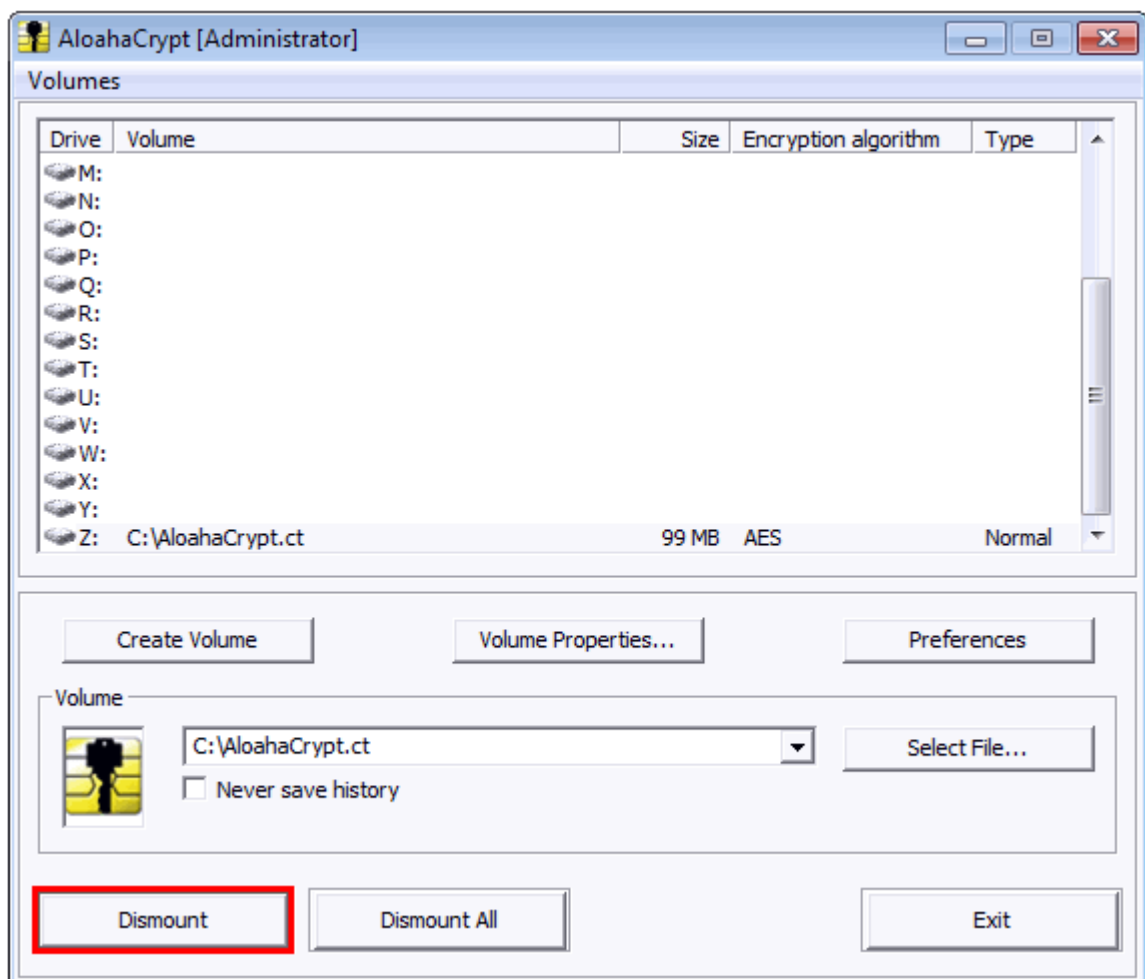 AloahaCrypt [Administrator]
Volumes
Drive Volume Size Encryption algorithm Type
M:
N:
O:
P:
Q:
R:
S:
T:
U:
V:
W:
X:
Y:
Z: C:\AloahaCrypt.ct 99 MB AES Normal
Create Volume Volume Properties... Preferences
Volume
C:\AloahaCrypt.ct Select File...
Never save history
Dismount Dismount All Exit